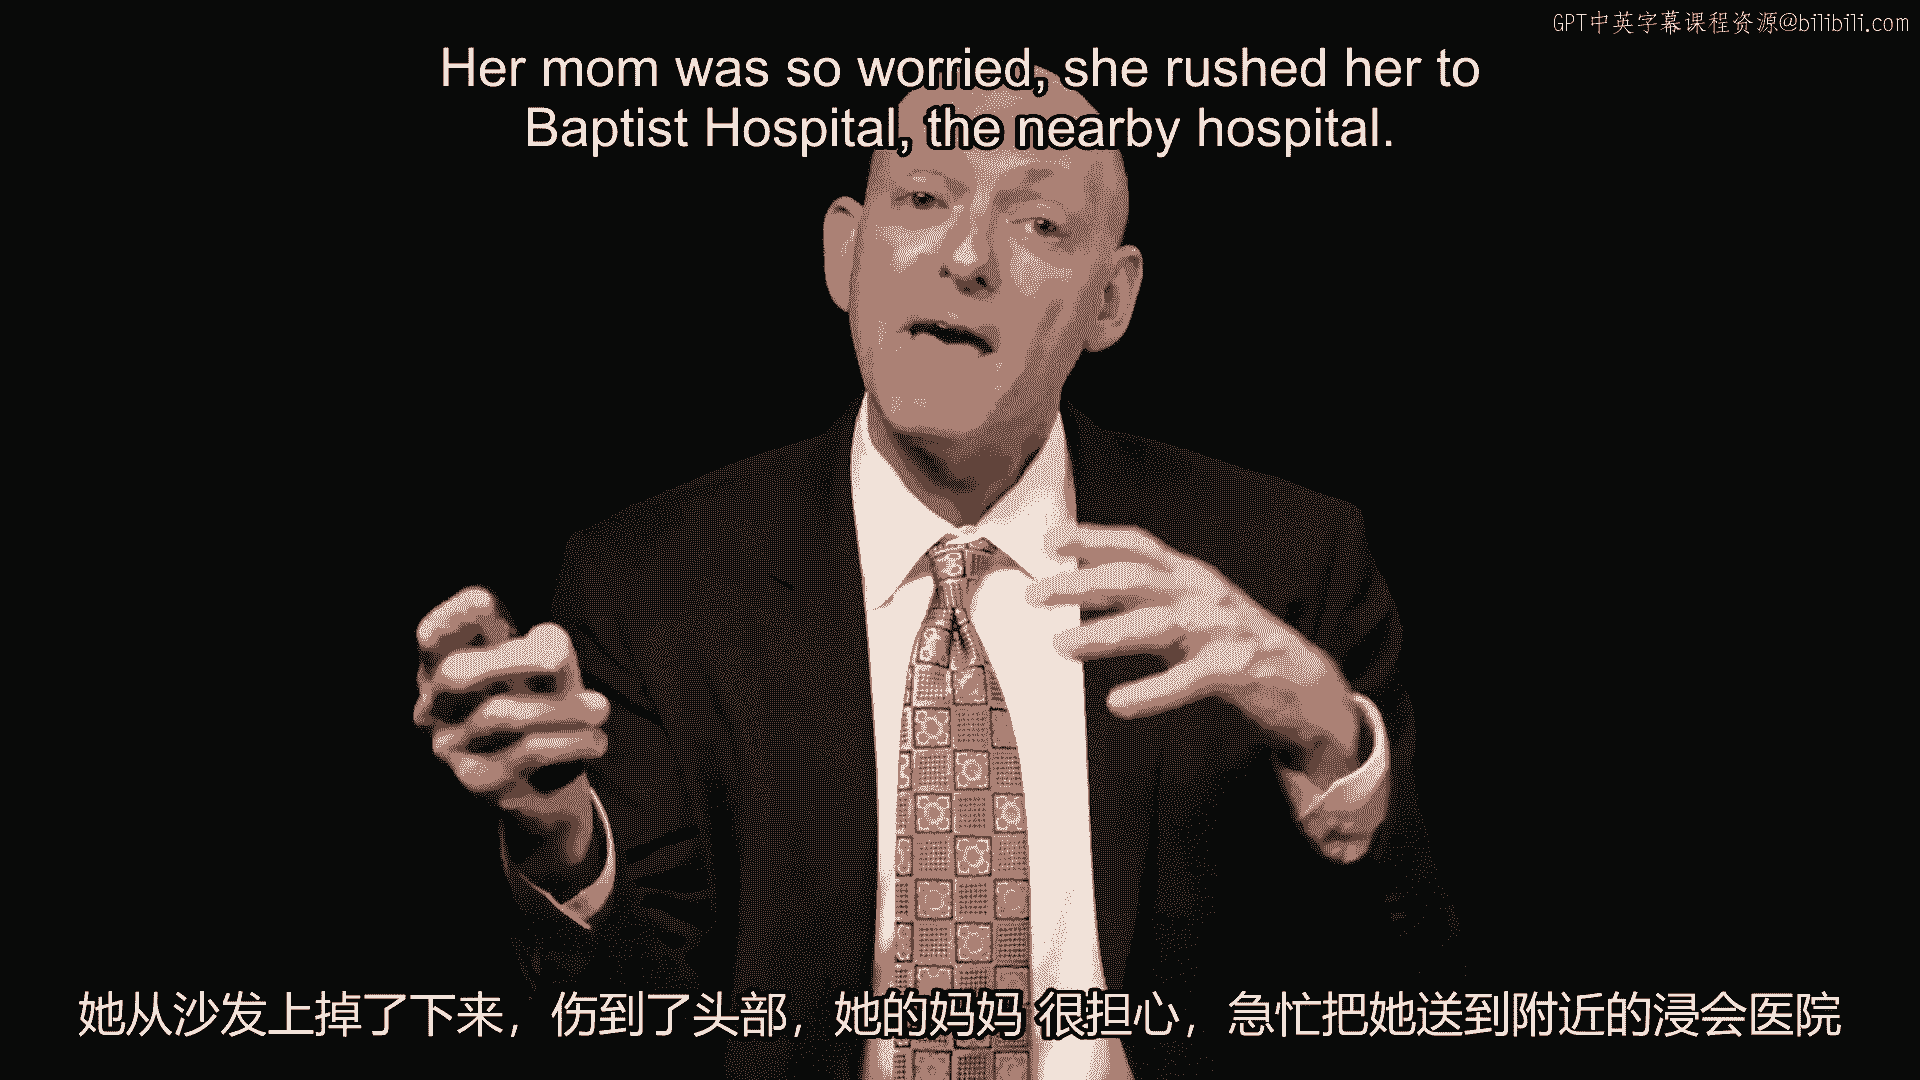 GPT中英字幕课程资源@bilibili.com
Her mom was so worried, she rushed her to
Baptist Hospital, the nearby hospital.
她从沙发上掉了下来，伤到了头部，她的妈妈 很担心，急忙把她送到附近的浸会医院